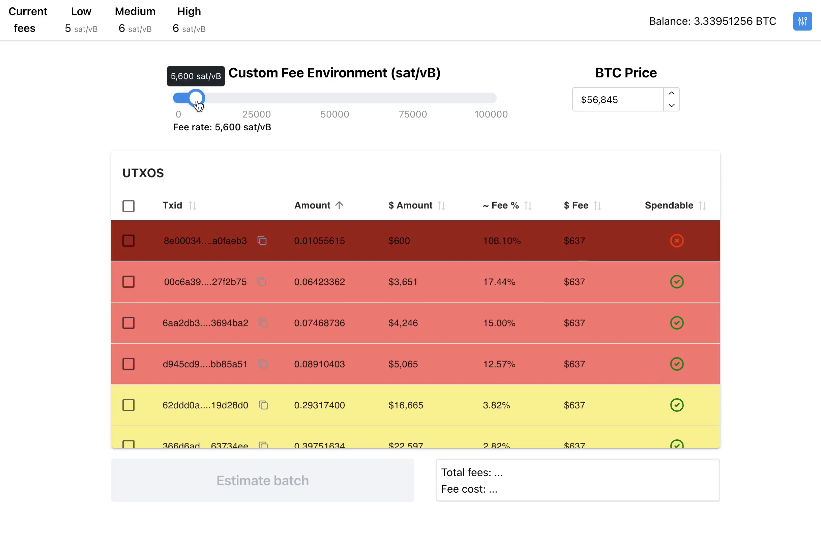 Current fees
Low
5 sat/vB
Medium
6 sat/vB
High
6 sat/vB
Balance: 3.33951256 BTC
5,600 sat/vB
Custom Fee Environment (sat/vB)
0 25000 50000 75000 100000
Fee rate: 5,600 sat/vB
BTC Price
$56,845
UTXOS
Txid Amount $ Amount ~ Fee % $ Fee Spendable
8e00034....a0faeb3 0.01055615 $600 106.10% $637
00c6a39....27f2b75 0.06423362 $3,651 17.44% $637
6aa2db3....3694ba2 0.07468736 $4,246 15.00% $637
d945cd9....bb85a51 0.08910403 $5,065 12.57% $637
62ddd0a....19d28d0 0.29317400 $16,665 3.82% $637
366d6ad....63734ee 0.39751634 $22,597 2.82% $637
Estimate batch
Total fees: ...
Fee cost: ...